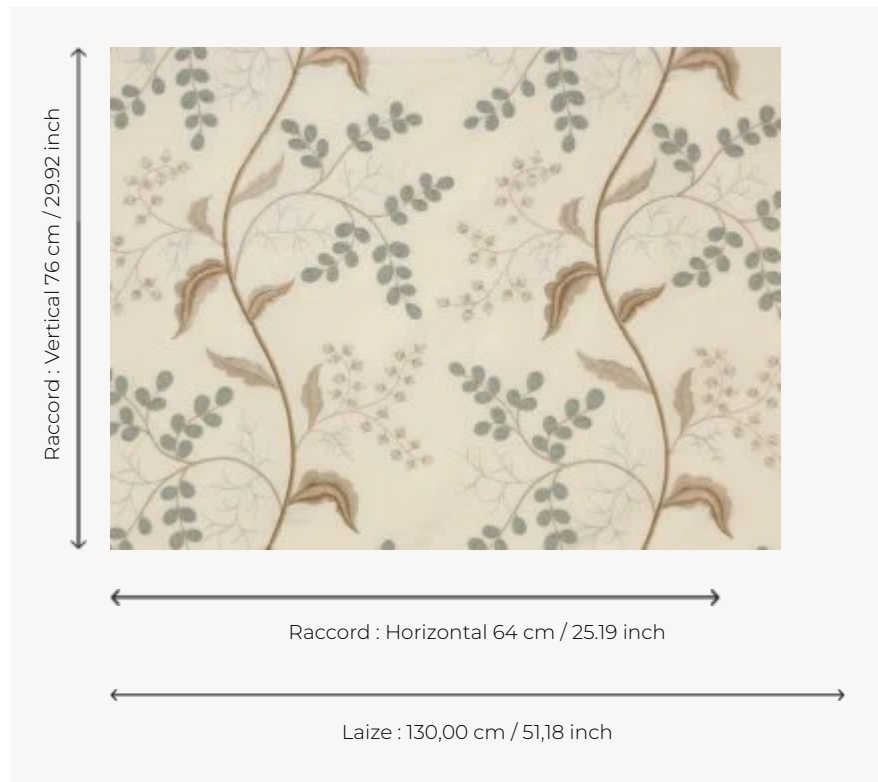 Raccord : Vertical 76 cm / 29.92 inch
Raccord : Horizontal 64 cm / 25.19 inch
Laize : 130,00 cm / 51,18 inch